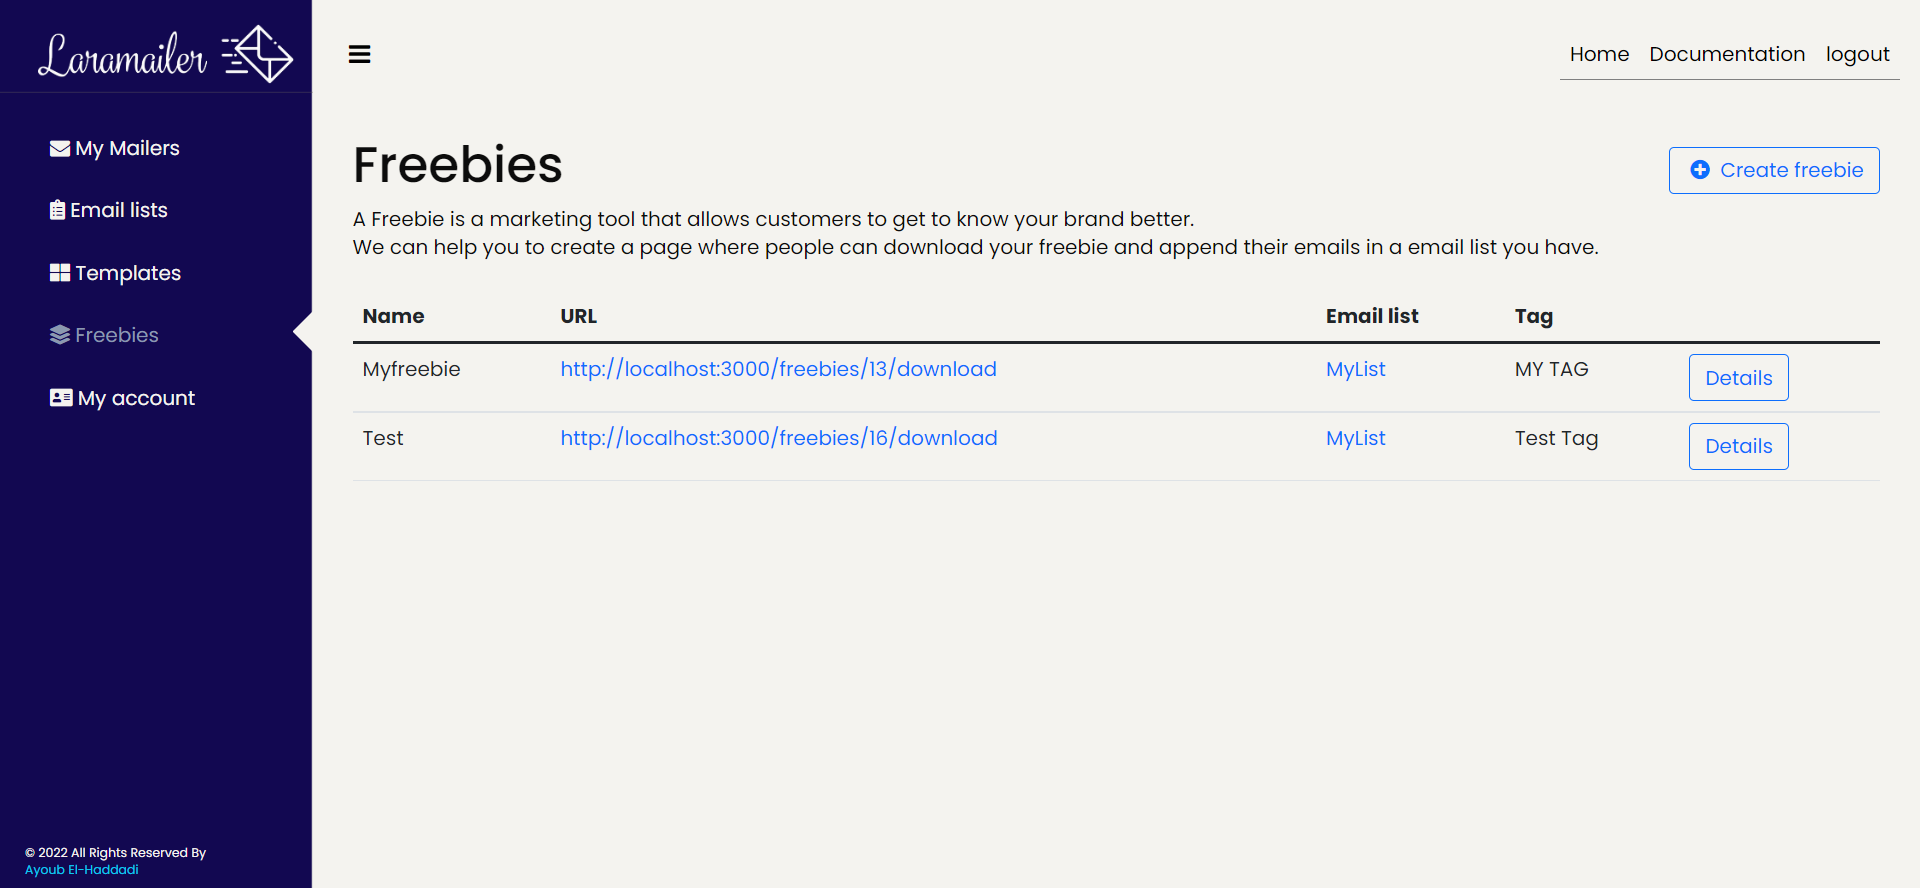 Laramailer
Home Documentation logout
My Mailers
Email lists
Templates
Freebies
My account
Freebies
Create freebie
A Freebie is a marketing tool that allows customers to get to know your brand better.
We can help you to create a page where people can download your freebie and append their emails in a email list you have.
Name URL Email list Tag
Myfreebie http://localhost:3000/freebies/13/download MyList MY TAG Details
Test http://localhost:3000/freebies/16/download MyList Test Tag Details
© 2022 All Rights Reserved By
Ayoub El-Haddadi